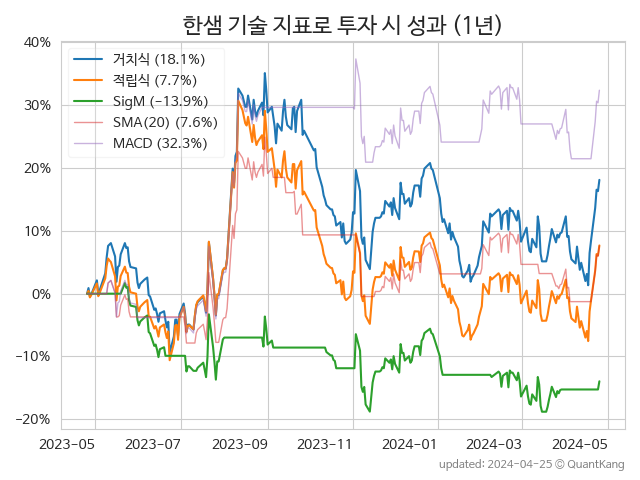 한샘 기술 지표로 투자 시 성과 (1년)
거치식 (18.1%)
적립식 (7.7%)
SigM (−13.9%)
SMA(20) (7.6%)
MACD (32.3%)
40%
30%
20%
10%
0%
−10%
−20%
2023−05 2023−07 2023−09 2023−11 2024−01 2024−03 2024−05
updated: 2024−04−25 © QuantKang